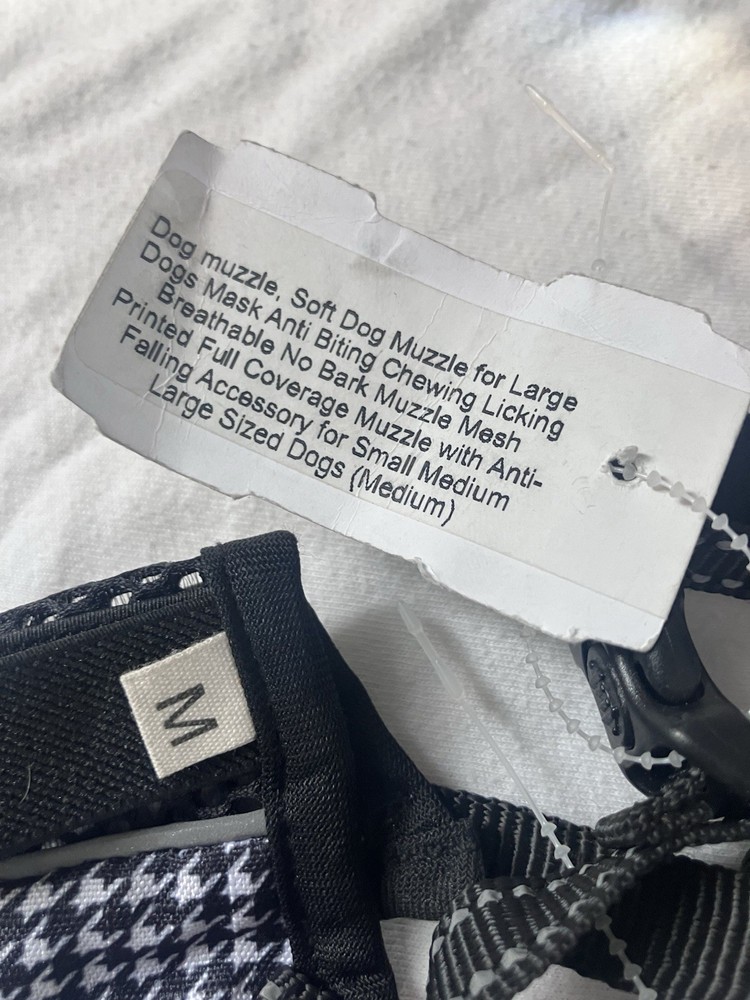 Dog muzzle, Soft Dog Muzzle for Large
Dogs Mask Anti Biting Chewing Licking
Breathable No Bark Muzzle Mesh
Printed Full Coverage Muzzle with Anti-
Falling Accessory for Small Medium
Large Sized Dogs (Medium)
M